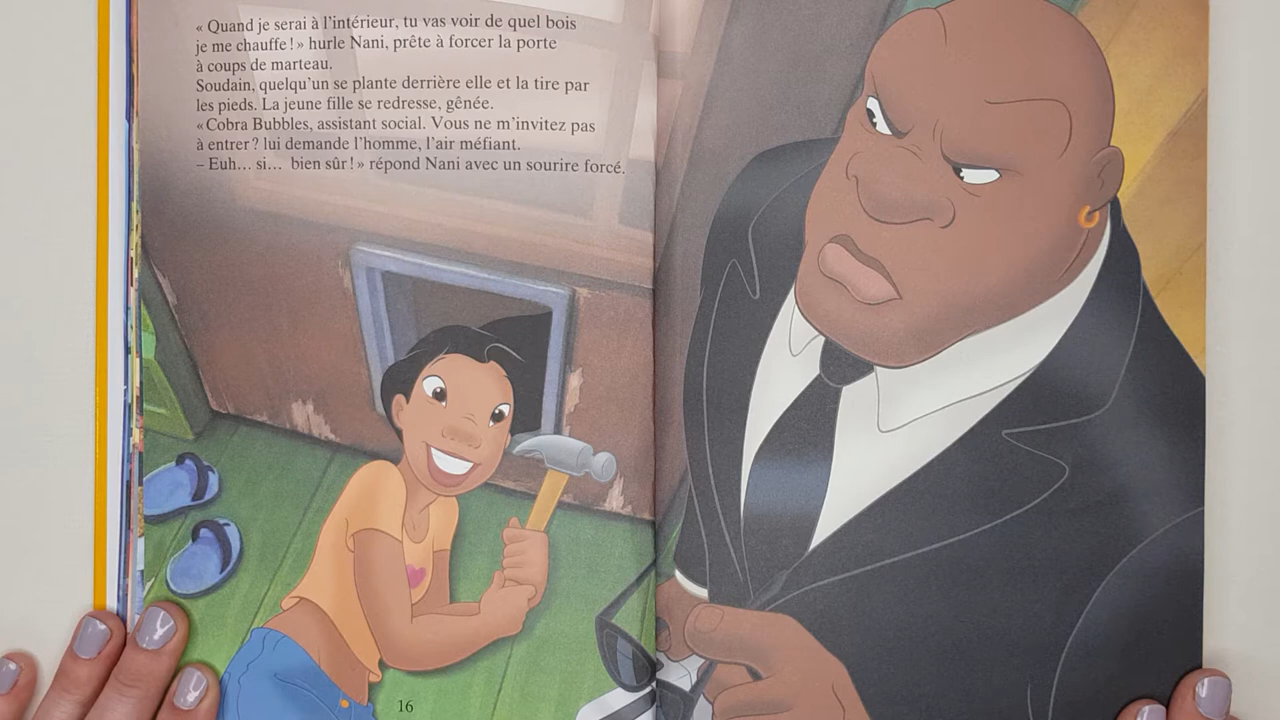 « Quand je serai à l'intérieur, tu vas voir de quel bois
je me chauffe ! » hurle Nani, prête à forcer la porte
à coups de marteau.
Soudain, quelqu'un se plante derrière elle et la tire par
les pieds. La jeune fille se redresse, gênée.
« Cobra Bubbles, assistant social. Vous ne m'invitez pas
à entrer ? lui demande l'homme, l'air méfiant.
– Euh… si… bien sûr ! » répond Nani avec un sourire forcé.
16